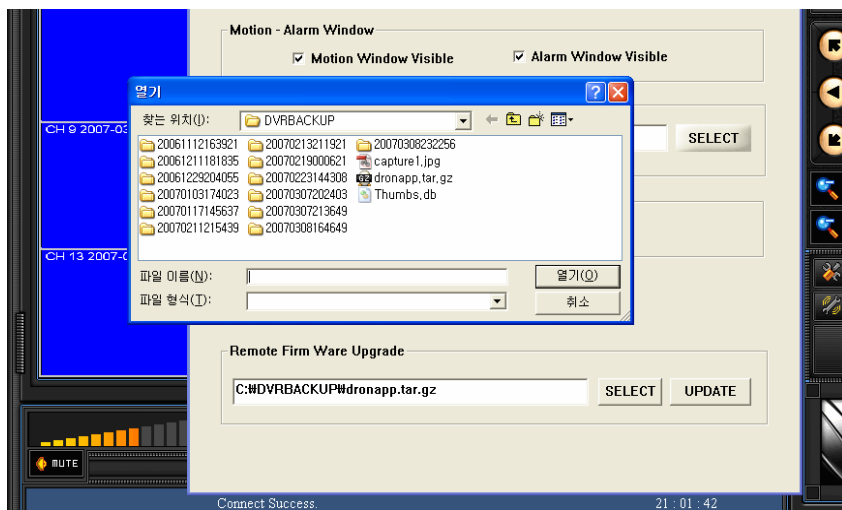 Motion - Alarm Window
Motion Window Visible
Alarm Window Visible
열기
찾는 위치(I):
DVRBACKUP
CH 9 2007-03
SELECT
20061112163921
20070213211921
20070308232256
20061211181835
20070219000621
capture1.jpg
20061229204055
20070223144308
dronapp.tar.gz
20070103174023
20070307202403
Thumbs.db
20070117145637
20070307213649
20070211215439
20070308164649
CH 13 2007-0
파일 이름(N):
열기(O)
파일 형식(T):
취소
Remote Firm Ware Upgrade
C:₩DVRBACKUP₩dronapp.tar.gz
SELECT
UPDATE
MUTE
Connect Success.
21 : 01 : 42